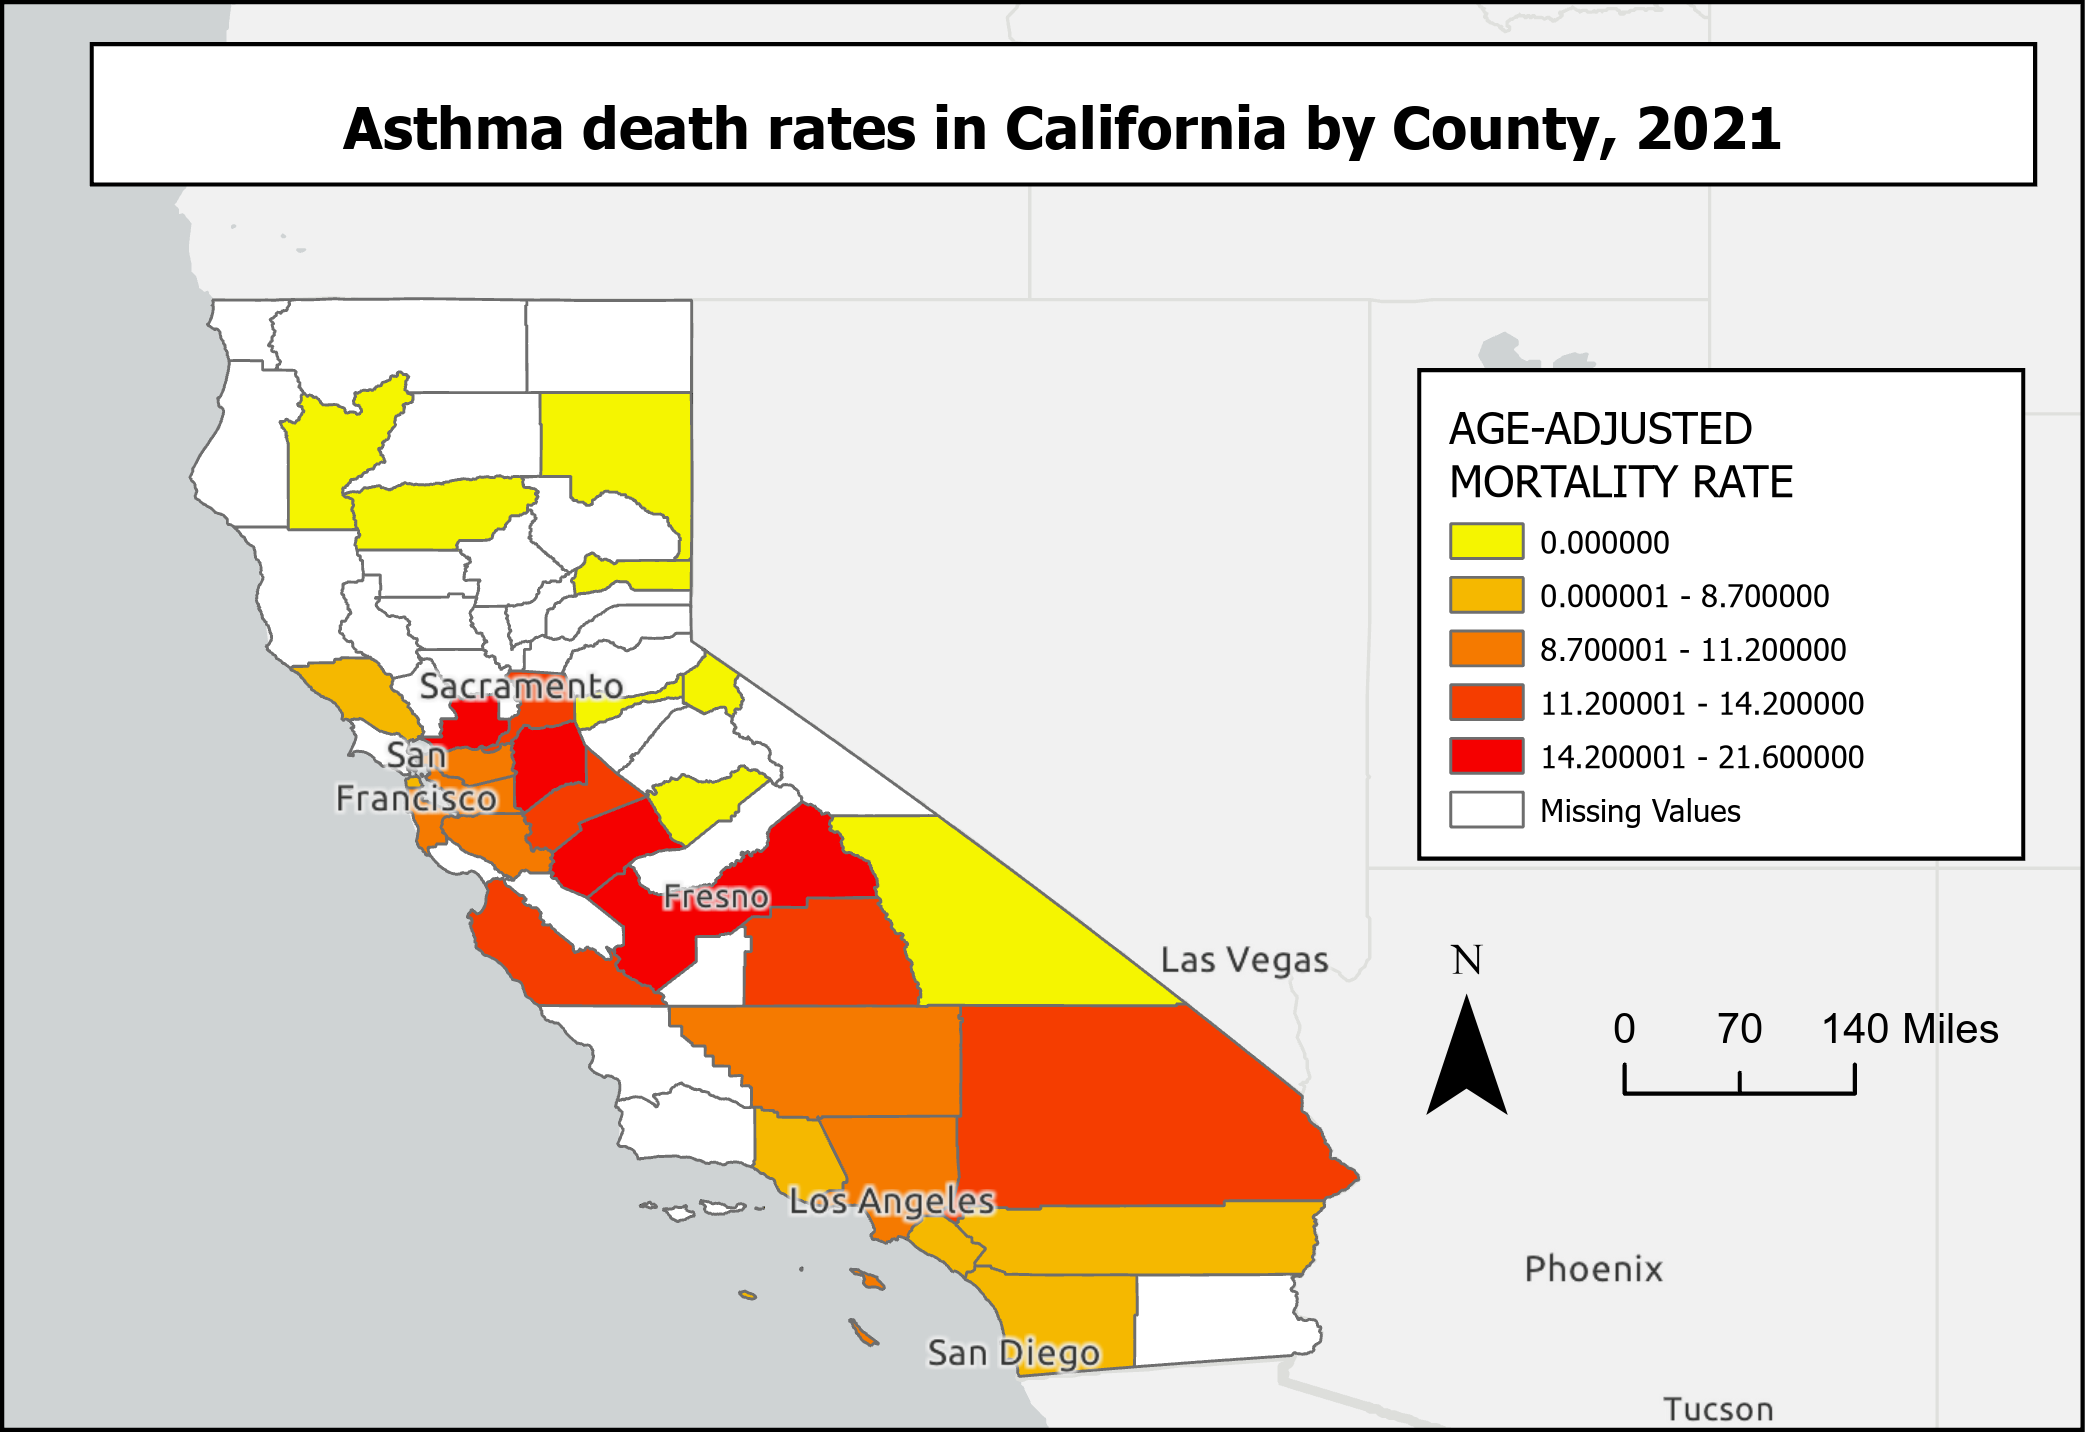 Asthma death rates in California by County, 2021
AGE-ADJUSTED
MORTALITY RATE
0.000000
0.000001 - 8.700000
8.700001 - 11.200000
11.200001 - 14.200000
14.200001 - 21.600000
Missing Values
Sacramento
San
Francisco
Fresno
Las Vegas
N
0 70 140 Miles
Los Angeles
Phoenix
San Diego
Tucson